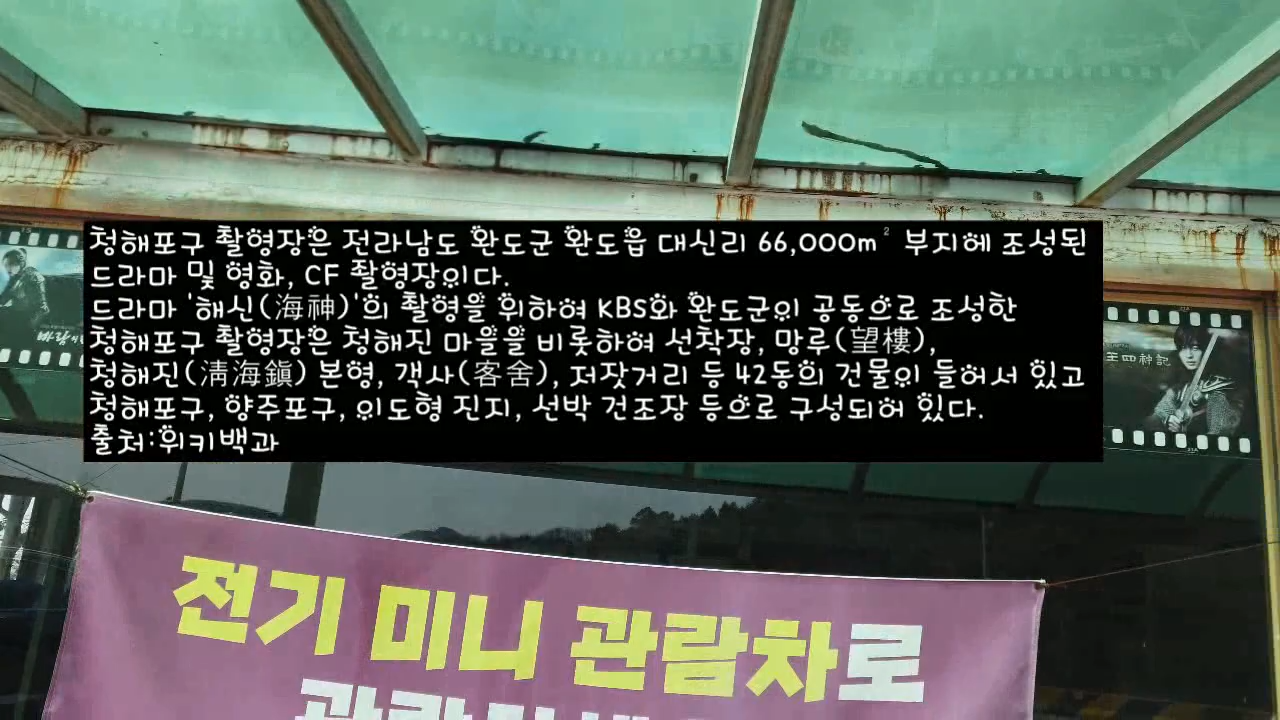 청해포구 촬영장은 전라남도 완도군 완도읍 대신리 66,000m² 부지에 조성된
드라마 및 영화, CF 촬영장이다.
드라마 '해신(海神)'의 촬영을 위하여 KBS와 완도군이 공동으로 조성한
청해포구 촬영장은 청해진 마을을 비롯하여 선착장, 망루(望樓),
청해진(淸海鎭) 본영, 객사(客舍), 저잣거리 등 42동의 건물이 들어서 있고
청해포구, 양주포구, 이도형 진지, 선박 건조장 등으로 구성되어 있다.
출처:위키백과
王四神記
전기 미니 관람차로